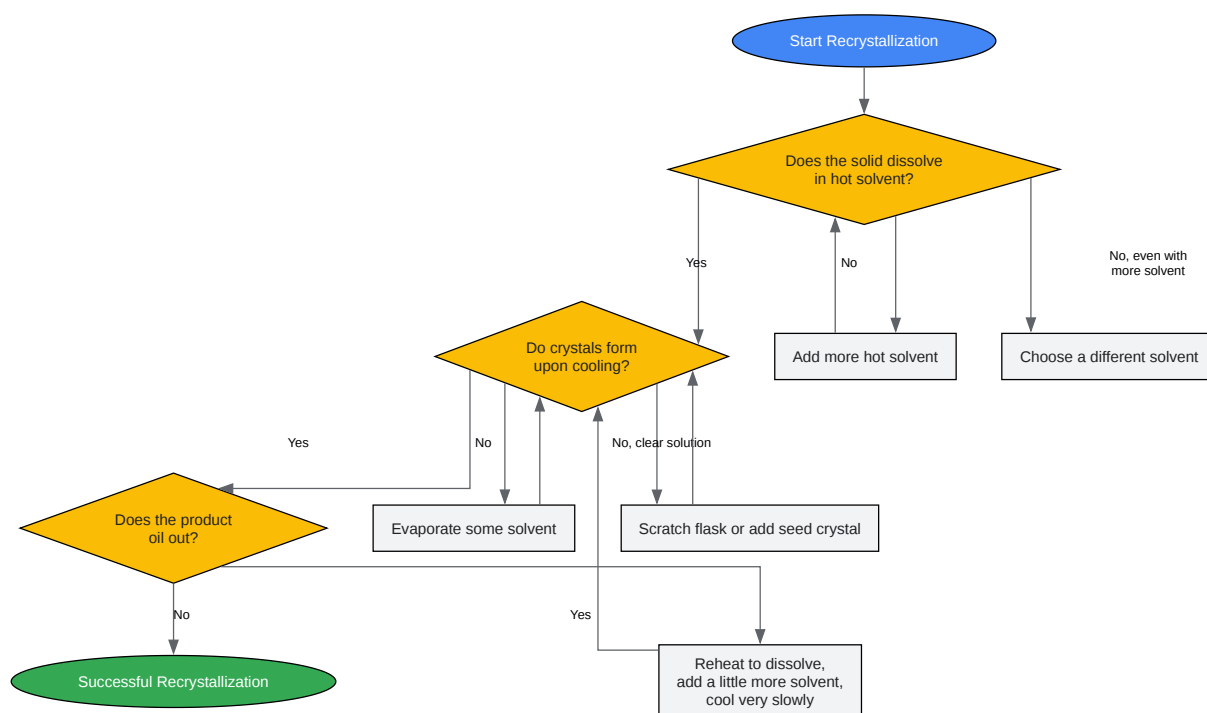 Start Recrystallization
Does the solid dissolve
in hot solvent?
Yes
No
No, even with
more solvent
Do crystals form
upon cooling?
Add more hot solvent
Choose a different solvent
Yes
No
No, clear solution
Does the product
oil out?
Evaporate some solvent
Scratch flask or add seed crystal
No
Yes
Successful Recrystallization
Reheat to dissolve,
add a little more solvent,
cool very slowly